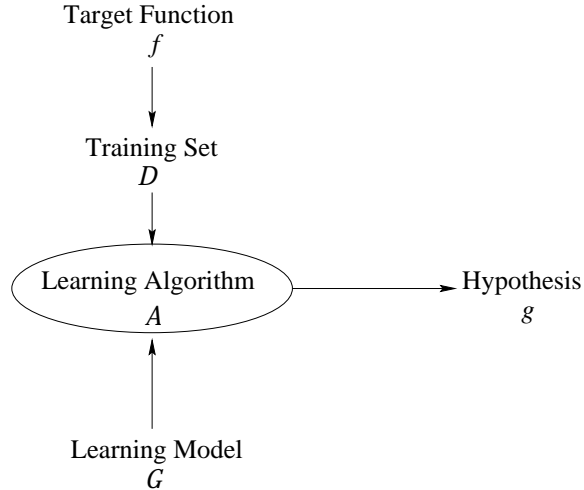 Target Function
f
Training Set
D
Learning Algorithm
A
Hypothesis
g
Learning Model
G